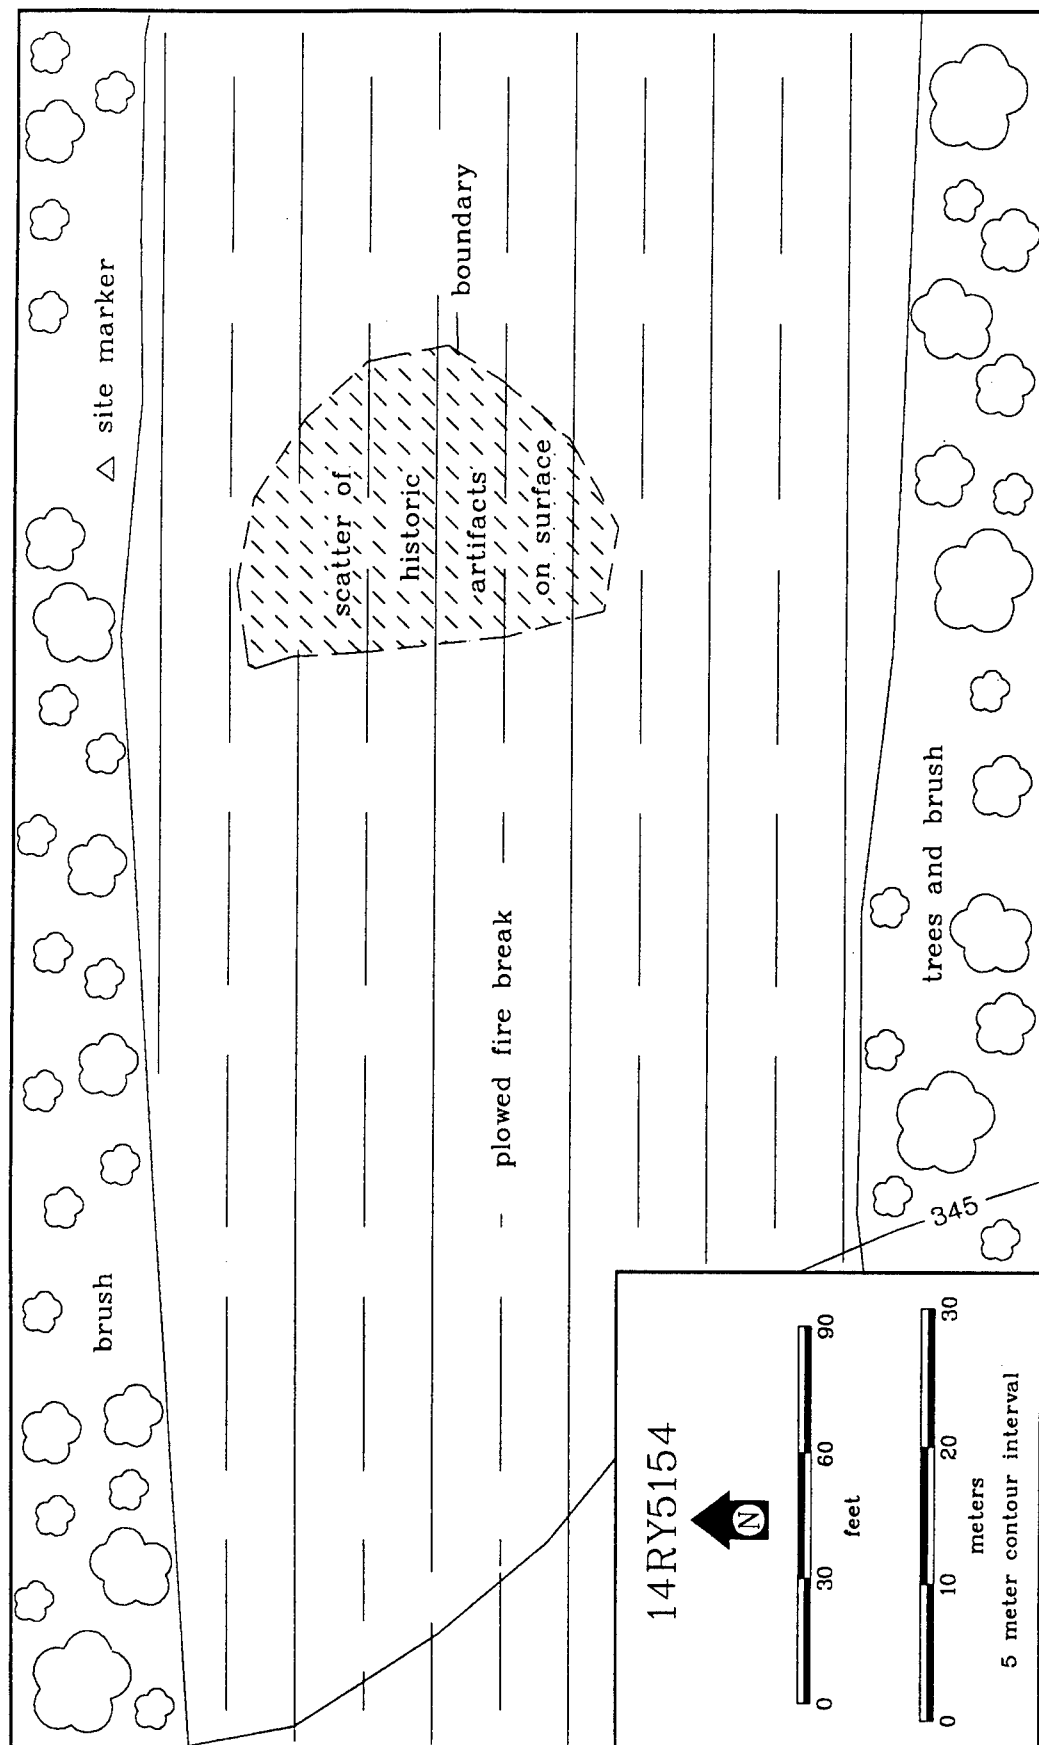 site marker
boundary
scatter of
historic
artifacts
on surface
brush
plowed fire break
trees and brush
345
14RY5154
N
0 30 60 90
feet
0 10 20 30
meters
5 meter contour interval